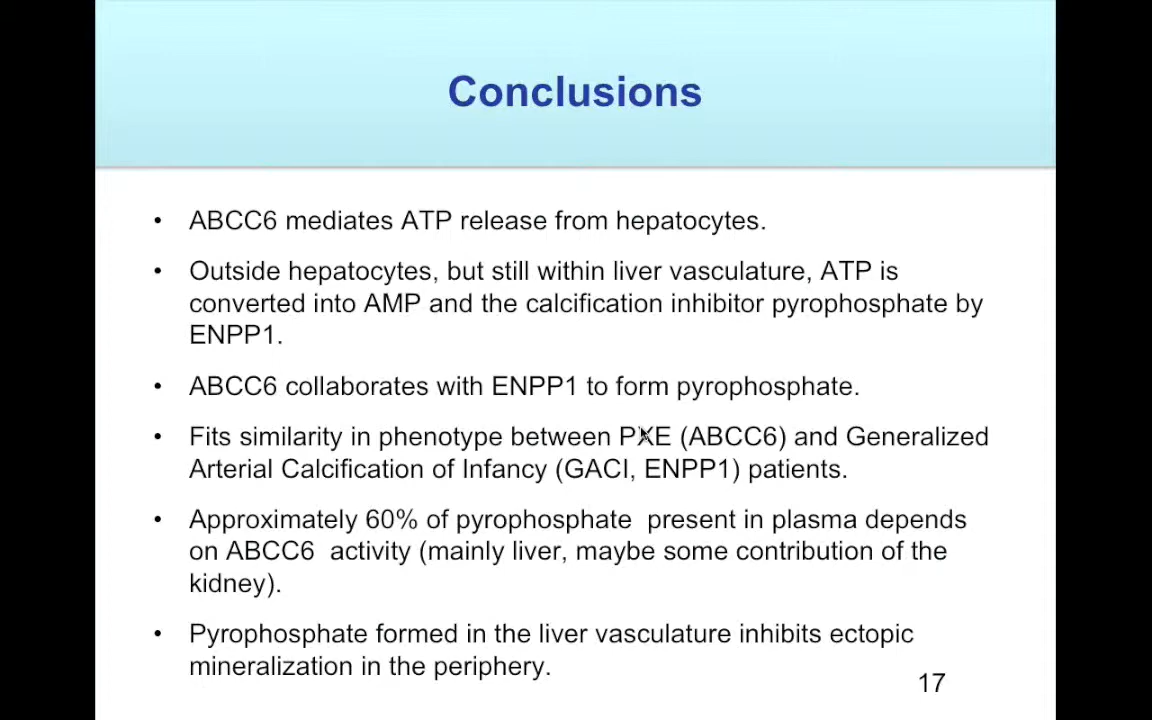 Conclusions
• ABCC6 mediates ATP release from hepatocytes.
• Outside hepatocytes, but still within liver vasculature, ATP is
converted into AMP and the calcification inhibitor pyrophosphate by
ENPP1.
• ABCC6 collaborates with ENPP1 to form pyrophosphate.
• Fits similarity in phenotype between PXE (ABCC6) and Generalized
Arterial Calcification of Infancy (GACI, ENPP1) patients.
• Approximately 60% of pyrophosphate present in plasma depends
on ABCC6 activity (mainly liver, maybe some contribution of the
kidney).
• Pyrophosphate formed in the liver vasculature inhibits ectopic
mineralization in the periphery.
17